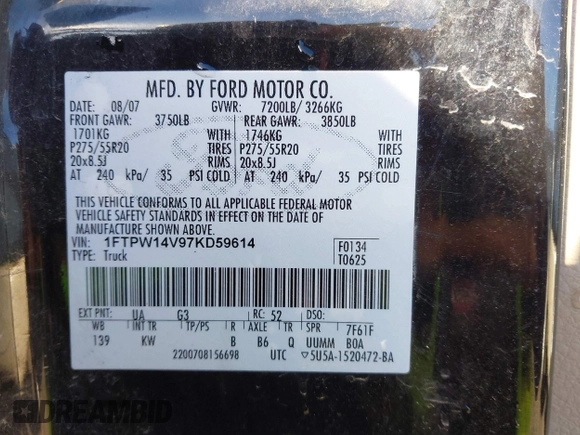 MFD. BY FORD MOTOR CO.
DATE: 08/07 GVWR: 7200LB/ 3266KG
FRONT GAWR: 3750LB REAR GAWR: 3850LB
1701KG WITH 1746KG WITH
P275/55R20 TIRES P275/55R20 TIRES
20x8.5J RIMS 20x8.5J RIMS
AT 240 kPa/ 35 PSI COLD AT 240 kPa/ 35 PSI COLD
THIS VEHICLE CONFORMS TO ALL APPLICABLE FEDERAL MOTOR
VEHICLE SAFETY STANDARDS IN EFFECT ON THE DATE OF
MANUFACTURE SHOWN ABOVE.
VIN: 1FTPW14V97KD59614 F0134
TYPE: Truck T0625
EXT PNT: UA G3 RC: 52 DSO:
WB INT TR TP/PS R AXLE TR SPR 7F61F
139 KW B B6 Q UUMM BOA
2200708156698 UTC ▽5U5A-1520472-BA
Ford
DREAMBID